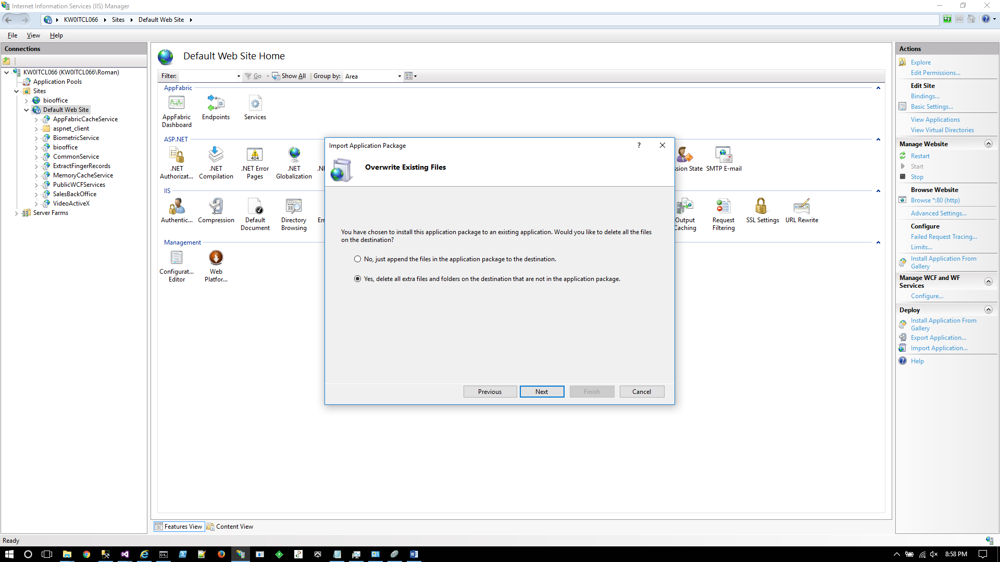 Internet Information Services (IIS) Manager
KW0ITCL066
Sites
Default Web Site
File
View
Help
Connections
KW0ITCL066 (KW0ITCL066\Roman)
Application Pools
Sites
biooffice
Default Web Site
AppFabricCacheService
aspnet_client
BiometricService
biooffice
CommonService
ExtractFingerRecords
MemoryCacheService
PublicWCFServices
SalesBackOffice
VideoActiveX
Server Farms
Default Web Site Home
Filter:
Go
Show All
Group by:
Area
AppFabric
AppFabric
Dashboard
Endpoints
Services
ASP.NET
.NET
Authorizat...
.NET
Compilation
.NET Error
Pages
404
.NET
Globalization
ssion State
SMTP E-mail
IIS
Authentic...
Compression
Default
Document
Directory
Browsing
Output
Caching
Request
Filtering
SSL Settings
URL Rewrite
Management
Configurat...
Editor
Web
Platfor...
Import Application Package
?
Overwrite Existing Files
You have chosen to install this application package to an existing application. Would you like to delete all the files
on the destination?
No, just append the files in the application package to the destination.
Yes, delete all extra files and folders on the destination that are not in the application package.
Previous
Next
Finish
Cancel
Features View
Content View
Actions
Explore
Edit Permissions...
Edit Site
Bindings...
Basic Settings...
View Applications
View Virtual Directories
Manage Website
Restart
Start
Stop
Browse Website
Browse *:80 (http)
Advanced Settings...
Configure
Failed Request Tracing...
Limits...
Install Application From
Gallery
Manage WCF and WF
Services
Configure...
Deploy
Install Application From
Gallery
Export Application...
Import Application...
Help
Ready
8:58 PM